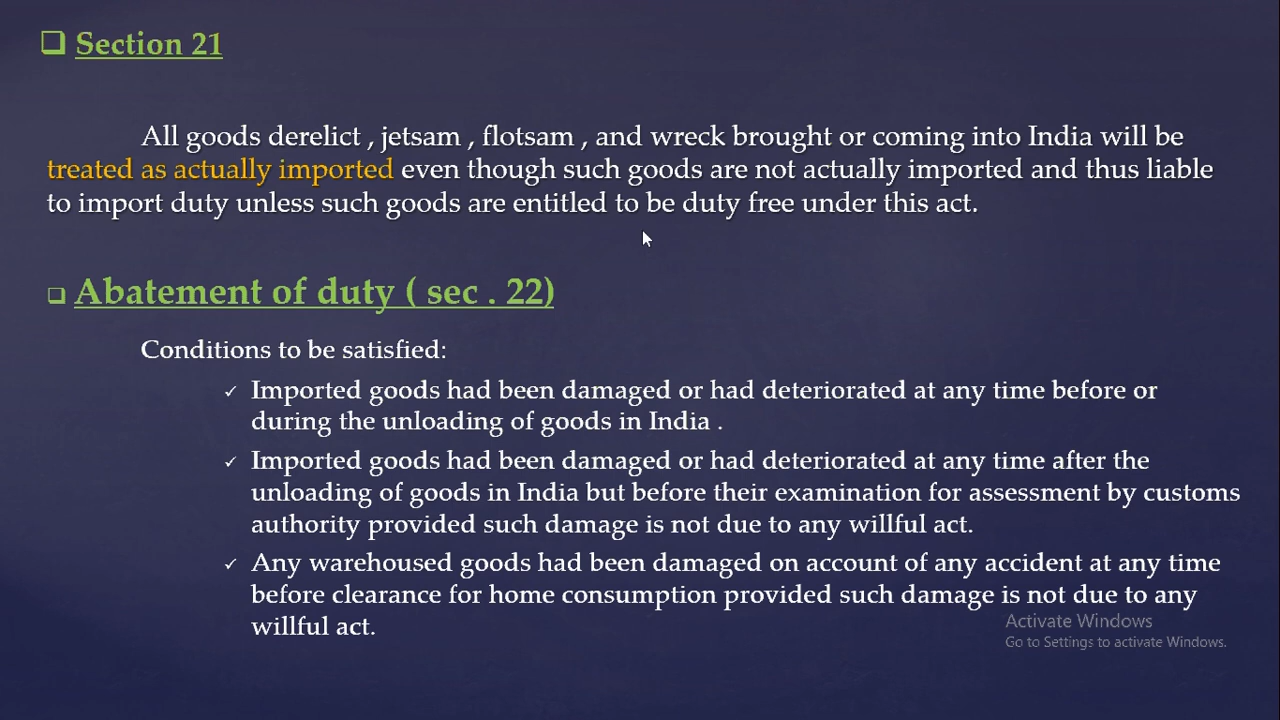 ❑ Section 21
All goods derelict , jetsam , flotsam , and wreck brought or coming into India will be
treated as actually imported even though such goods are not actually imported and thus liable
to import duty unless such goods are entitled to be duty free under this act.
❑ Abatement of duty ( sec . 22)
Conditions to be satisfied:
✓ Imported goods had been damaged or had deteriorated at any time before or
during the unloading of goods in India .
✓ Imported goods had been damaged or had deteriorated at any time after the
unloading of goods in India but before their examination for assessment by customs
authority provided such damage is not due to any willful act.
✓ Any warehoused goods had been damaged on account of any accident at any time
before clearance for home consumption provided such damage is not due to any
willful act.
Activate Windows
Go to Settings to activate Windows.